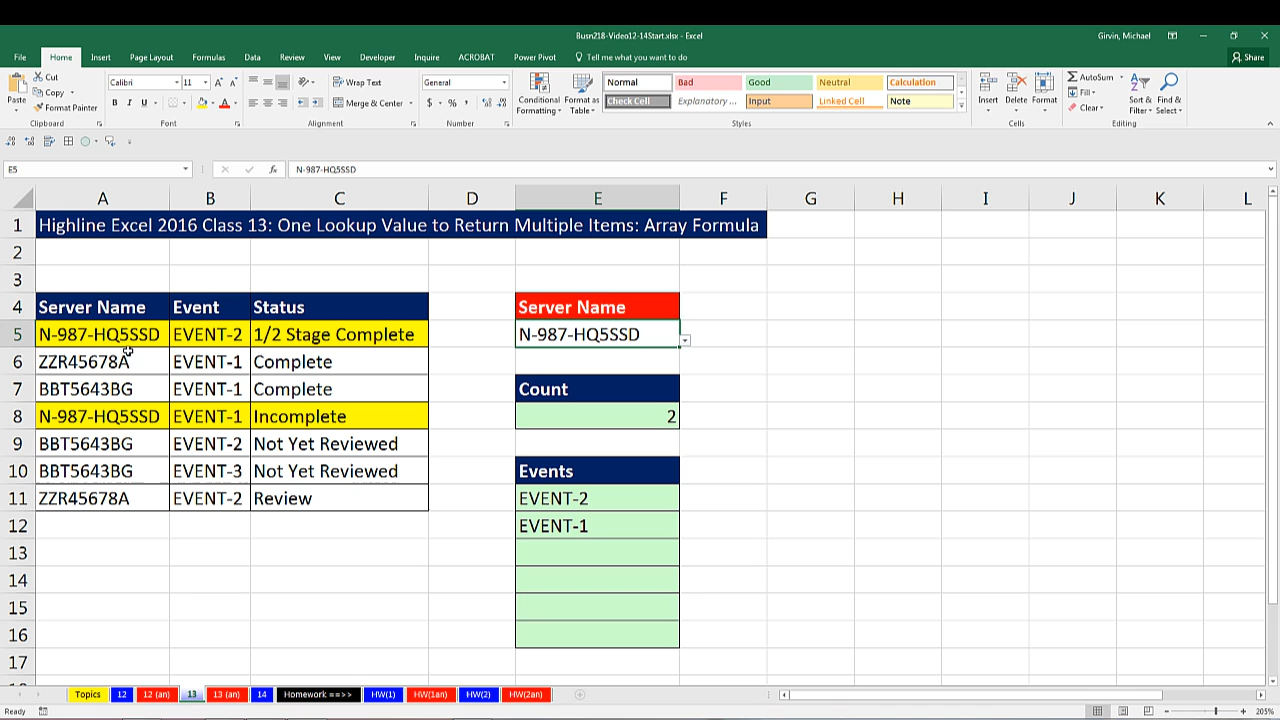 Busn218-Video12-14Start.xlsx - Excel
Girvin, Michael
File Home Insert Page Layout Formulas Data Review View Developer Inquire ACROBAT Power Pivot Tell me what you want to do Share
Paste Cut Copy Format Painter Clipboard
Calibri 11 B I U A Font
Wrap Text Merge & Center Alignment
General $ % , Number
Conditional Formatting Format as Table
Normal Bad Good Neutral Calculation
Check Cell Explanatory ... Input Linked Cell Note
Styles
Insert Delete Format Cells
AutoSum Fill Clear Sort & Filter Find & Select Editing
E5 fx N-987-HQ5SSD
A B C D E F G H I J K L
1 Highline Excel 2016 Class 13: One Lookup Value to Return Multiple Items: Array Formula
2
3
4 Server Name Event Status Server Name
5 N-987-HQ5SSD EVENT-2 1/2 Stage Complete N-987-HQ5SSD
6 ZZR45678A EVENT-1 Complete
7 BBT5643BG EVENT-1 Complete Count
8 N-987-HQ5SSD EVENT-1 Incomplete 2
9 BBT5643BG EVENT-2 Not Yet Reviewed
10 BBT5643BG EVENT-3 Not Yet Reviewed Events
11 ZZR45678A EVENT-2 Review EVENT-2
12 EVENT-1
13
14
15
16
17
Topics 12 12 (an) 13 13 (an) 14 Homework ==>> HW(1) HW(1an) HW(2) HW(2an)
Ready 205%